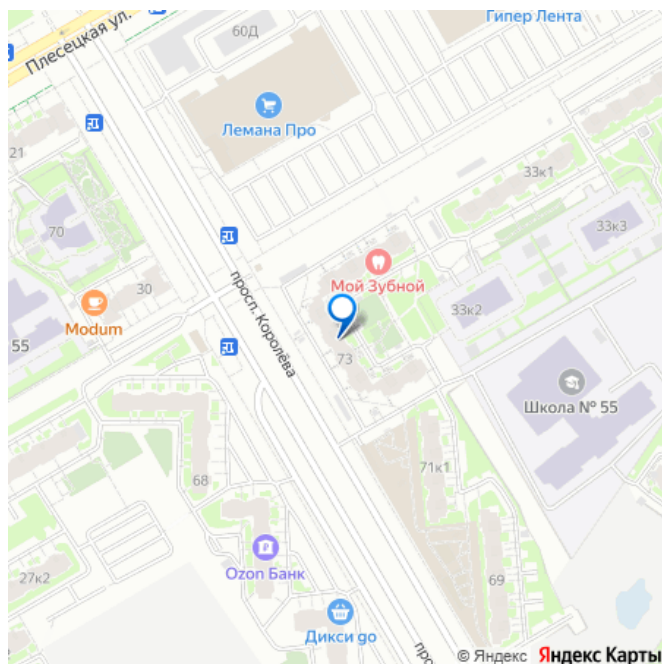 Гипер Лента
60Д
Плесецкая ул.
Лемана Про
21
33к1
70
33к3
Мой Зубной
30
просп. Королёва
33к2
Modum
55
73
Школа № 55
71к1
68
Ozon Банк
27к2
69
Дикси go
про
© Яндекс Яндекс Карты